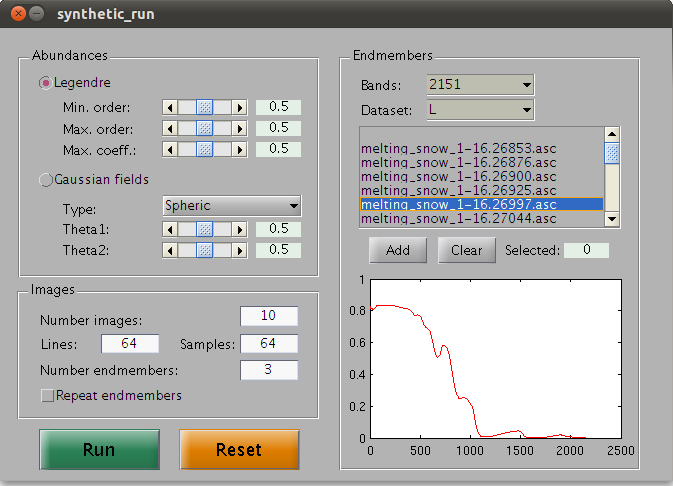 synthetic_run
Abundances
Legendre
Min. order: 0.5
Max. order: 0.5
Max. coeff.: 0.5
Gaussian fields
Type: Spheric
Theta1: 0.5
Theta2: 0.5
Images
Number images: 10
Lines: 64 Samples: 64
Number endmembers: 3
Repeat endmembers
Run Reset
Endmembers
Bands: 2151
Dataset: L
melting_snow_1-16.26853.asc
melting_snow_1-16.26876.asc
melting_snow_1-16.26900.asc
melting_snow_1-16.26925.asc
melting_snow_1-16.26997.asc
melting_snow_1-16.27044.asc
Add Clear Selected: 0
1
0.8
0.6
0.4
0.2
0
0 500 1000 1500 2000 2500